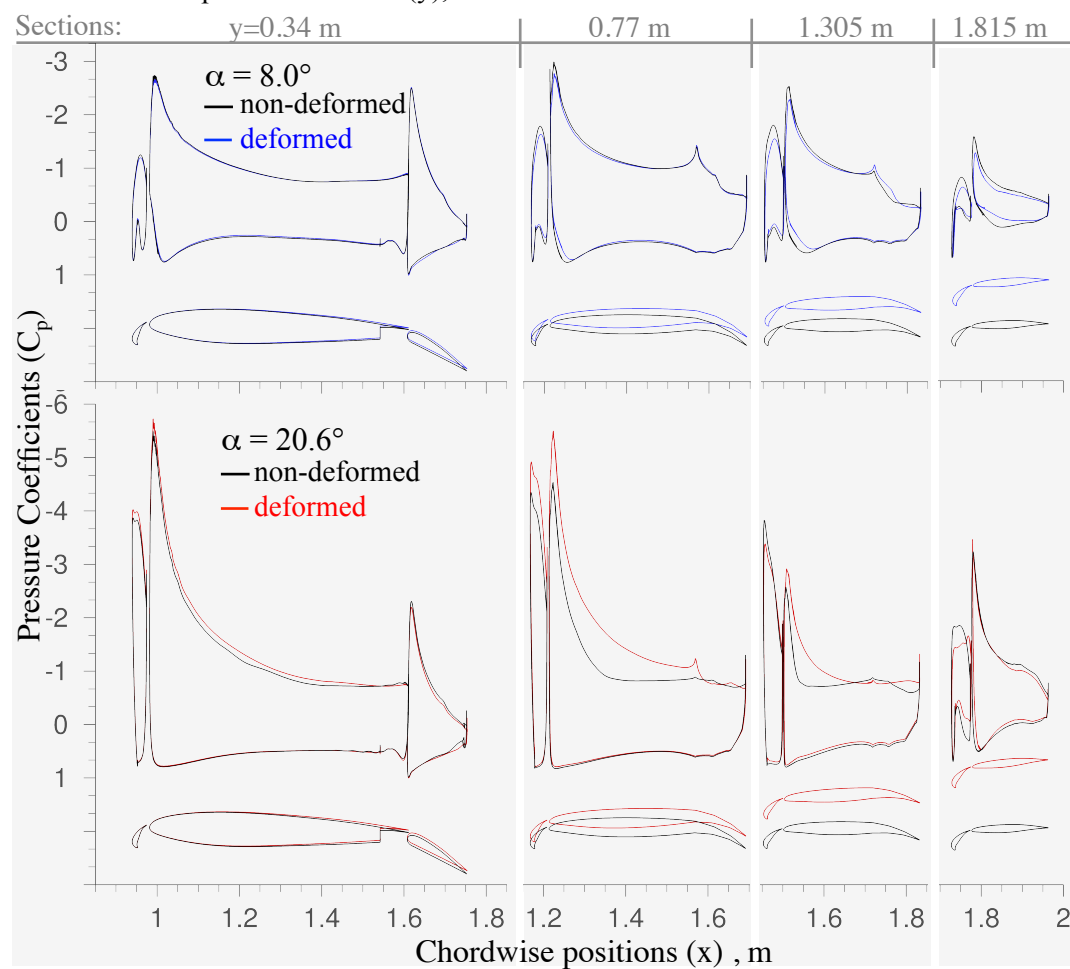 Sections: y=0.34 m 0.77 m 1.305 m 1.815 m
-3
α = 8.0°
non-deformed
-2
deformed
-1
0
1
Pressure Coefficients (Cp)
-6
α = 20.6°
-5
non-deformed
deformed
-4
-3
-2
-1
0
1
1 1.2 1.4 1.6 1.8 1.2 1.4 1.6 1.6 1.8 1.8 2
Chordwise positions (x) , m